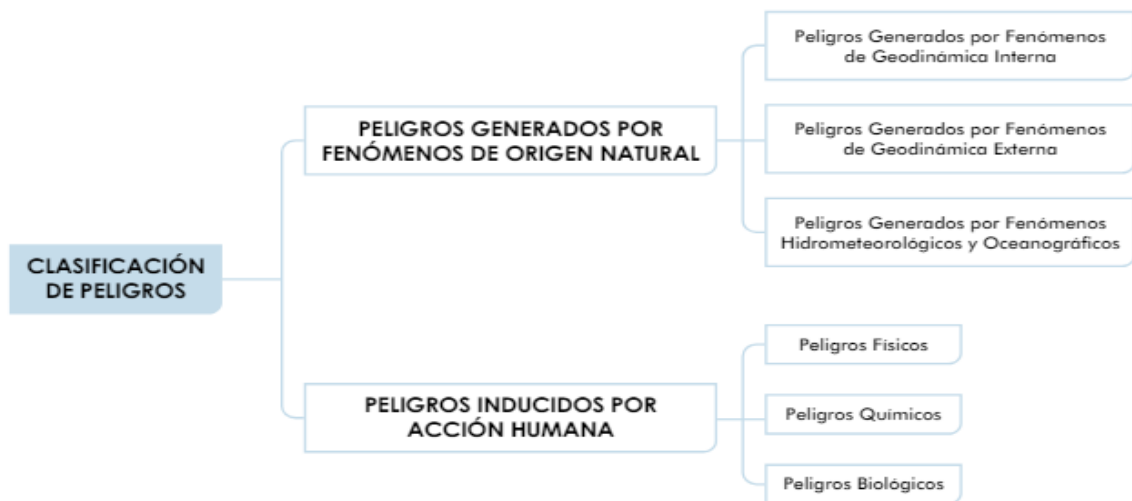 CLASIFICACIÓN
DE PELIGROS
PELIGROS GENERADOS POR
FENÓMENOS DE ORIGEN NATURAL
Peligros Generados por Fenómenos
de Geodinámica Interna
Peligros Generados por Fenómenos
de Geodinámica Externa
Peligros Generados por Fenómenos
Hidrometeorológicos y Oceanográficos
PELIGROS INDUCIDOS POR
ACCIÓN HUMANA
Peligros Físicos
Peligros Químicos
Peligros Biológicos